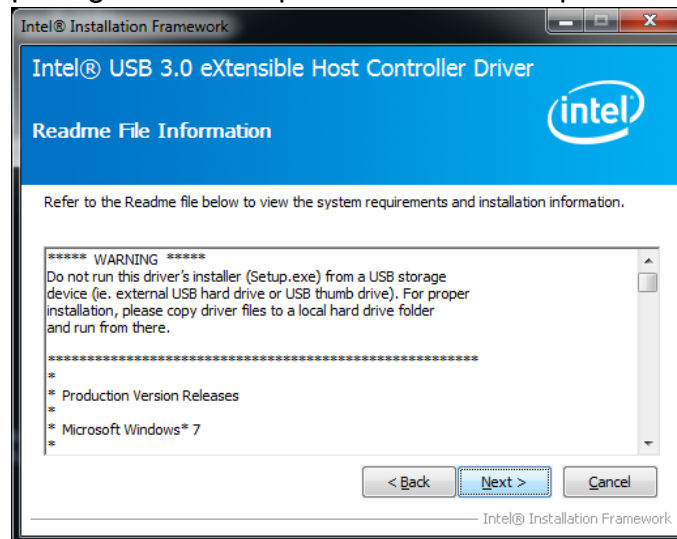 Intel® Installation Framework
Intel® USB 3.0 eXtensible Host Controller Driver
intel®
Readme File Information
Refer to the Readme file below to view the system requirements and installation information.
***** WARNING *****
Do not run this driver's installer (Setup.exe) from a USB storage
device (ie. external USB hard drive or USB thumb drive). For proper
installation, please copy driver files to a local hard drive folder
and run from there.
*******************************************************
*
* Production Version Releases
*
* Microsoft Windows* 7
*
< Back
Next >
Cancel
Intel® Installation Framework